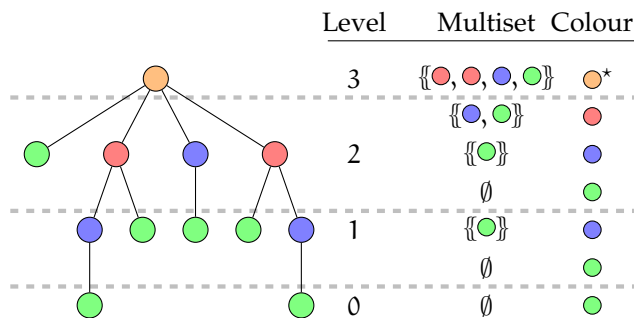 Level Multiset Colour
3 {{ , , , }} *
{{ , }}
2 {{ }}
∅
1 {{ }}
∅
0 ∅